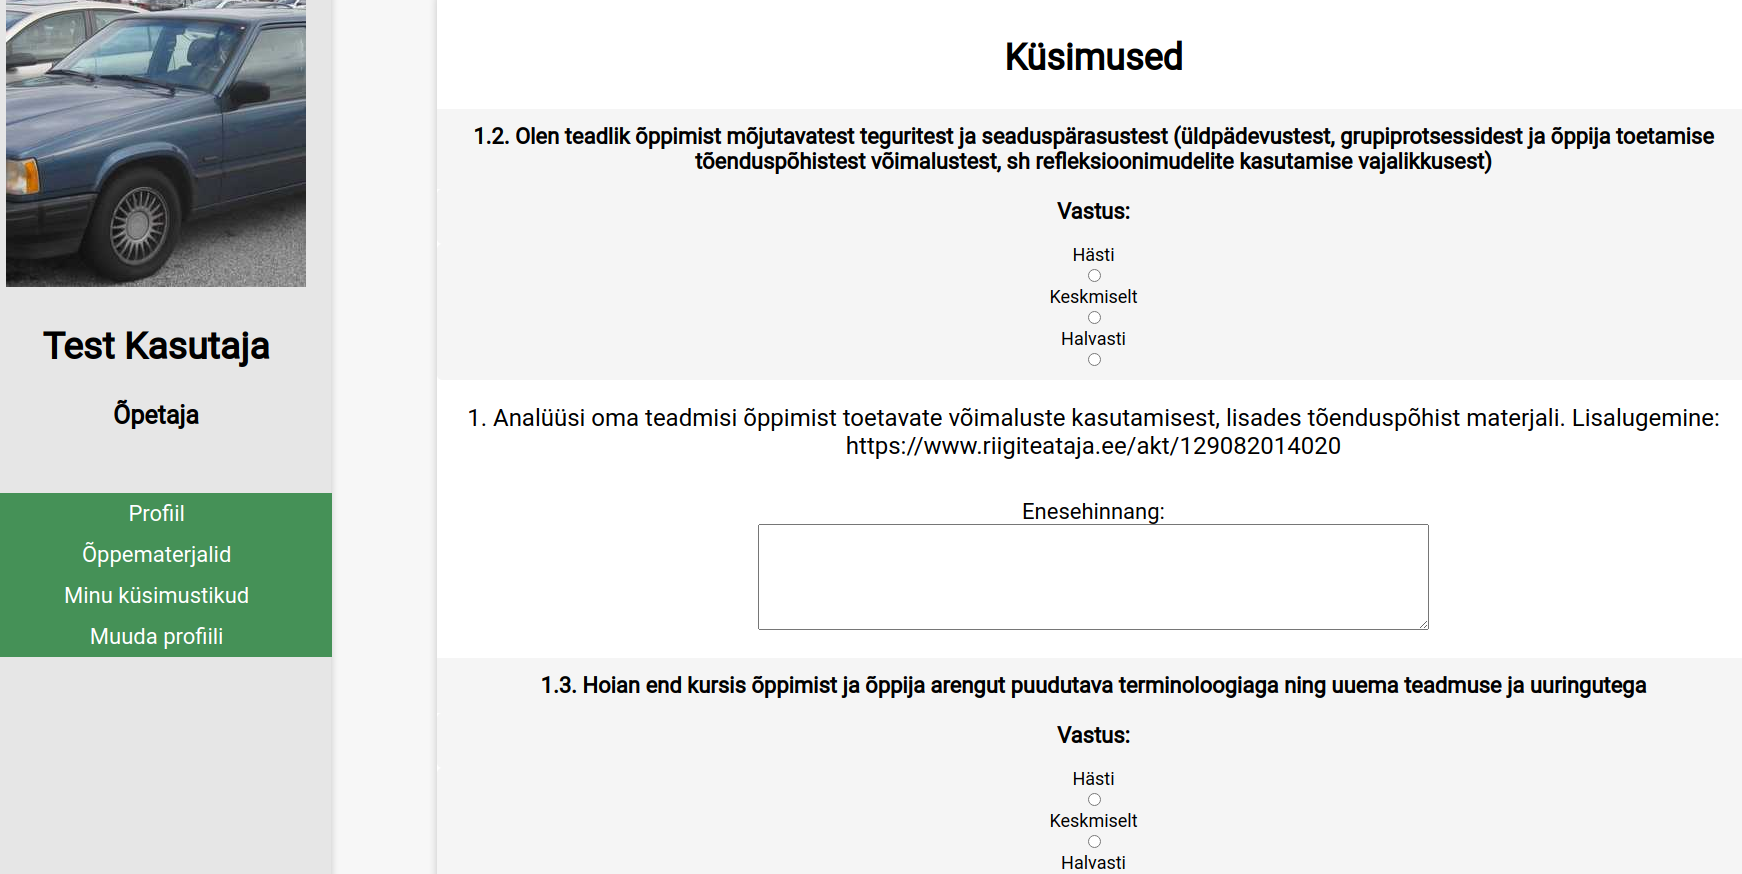 Test Kasutaja
Õpetaja
Profiil
Õppematerjalid
Minu küsimustikud
Muuda profiili
Küsimused
1.2. Olen teadlik õppimist mõjutavatest teguritest ja seaduspärasustest (üldpädevustest, grupiprotsessidest ja õppija toetamise
tõenduspõhistest võimalustest, sh refleksioonimudelite kasutamise vajalikkusest)
Vastus:
Hästi
Keskmiselt
Halvasti
1. Analüüsi oma teadmisi õppimist toetavate võimaluste kasutamisest, lisades tõenduspõhist materjali. Lisalugemine:
https://www.riigiteataja.ee/akt/129082014020
Enesehinnang:
1.3. Hoian end kursis õppimist ja õppija arengut puudutava terminoloogiaga ning uuema teadmuse ja uuringutega
Vastus:
Hästi
Keskmiselt
Halvasti